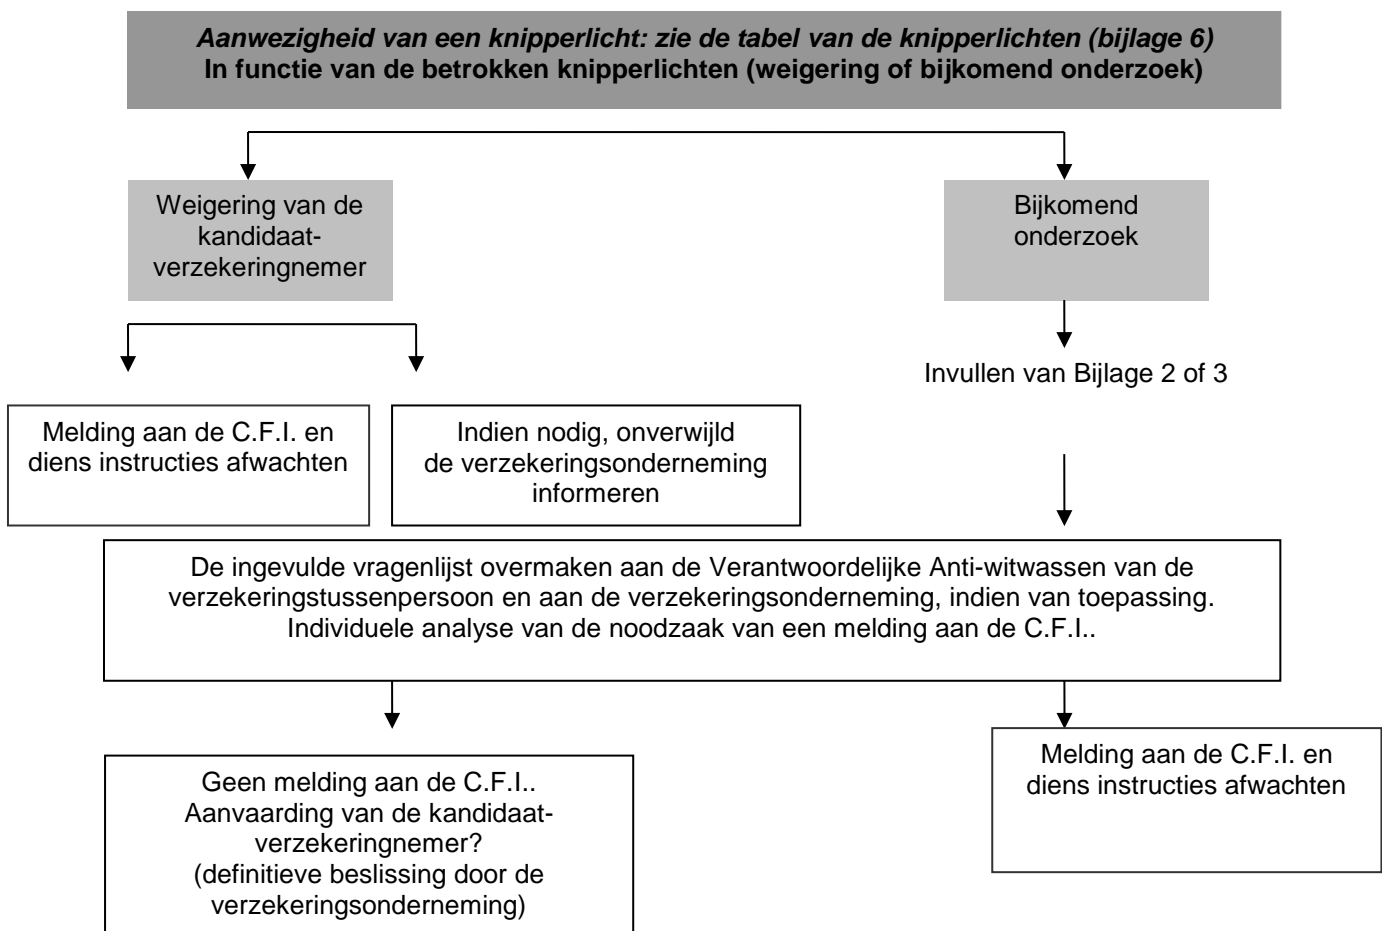 Aanwezigheid van een knipperlicht: zie de tabel van de knipperlichten (bijlage 6)
In functie van de betrokken knipperlichten (weigering of bijkomend onderzoek)
Weigering van de
kandidaat-
verzekeringnemer
Bijkomend
onderzoek
Invullen van Bijlage 2 of 3
Melding aan de C.F.I. en
diens instructies afwachten
Indien nodig, onverwijld
de verzekeringsonderneming
informeren
De ingevulde vragenlijst overmaken aan de Verantwoordelijke Anti-witwassen van de
verzekeringstussenpersoon en aan de verzekeringsonderneming, indien van toepassing.
Individuele analyse van de noodzaak van een melding aan de C.F.I..
Geen melding aan de C.F.I..
Aanvaarding van de kandidaat-
verzekeringnemer?
(definitieve beslissing door de
verzekeringsonderneming)
Melding aan de C.F.I. en
diens instructies afwachten